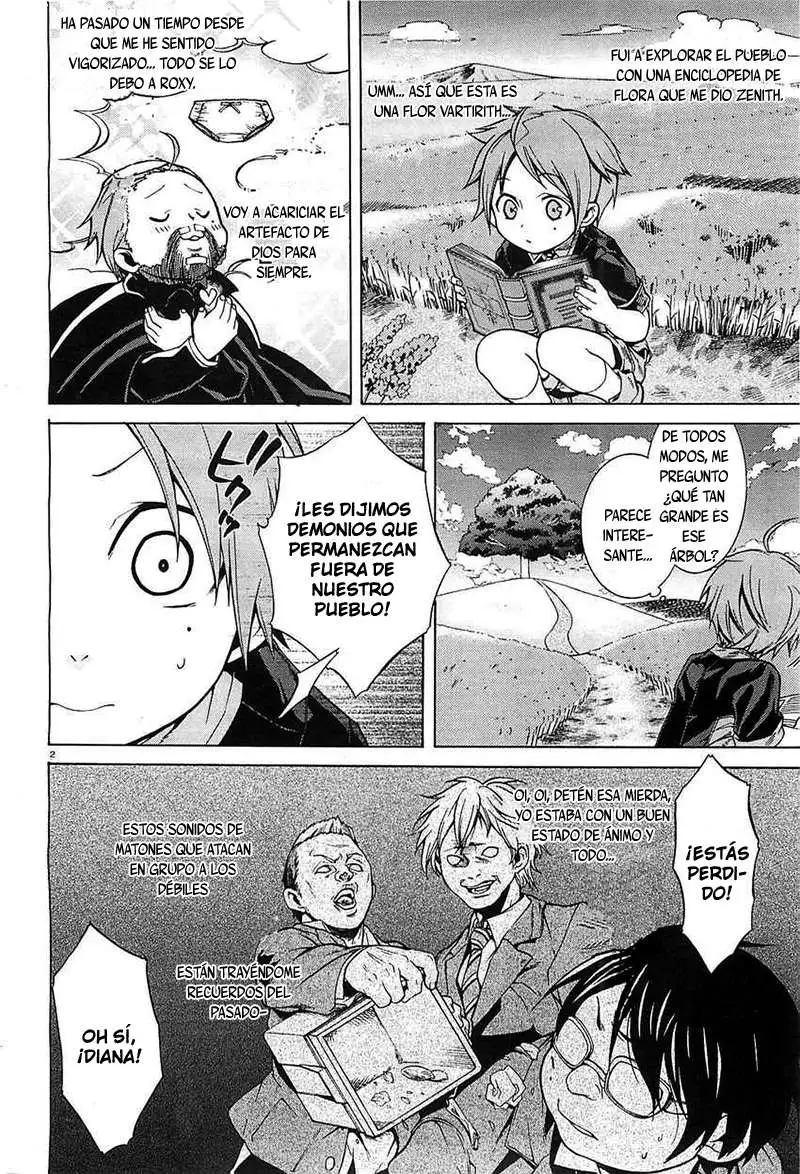 FUI A EXPLORAR EL PUEBLO
CON UNA ENCICLOPEDIA DE
FLORA QUE ME DIO ZENITH.
UMM... ASÍ QUE ESTA ES
UNA FLOR VARTIRITH...
HA PASADO UN TIEMPO DESDE
QUE ME HE SENTIDO
VIGORIZADO... TODO SE LO
DEBO A ROXY.
VOY A ACARICIAR EL
ARTEFACTO DE
DIOS PARA
SIEMPRE.
DE TODOS
MODOS, ME
PREGUNTO
¿QUÉ TAN
GRANDE ES
ESE
ÁRBOL?
PARECE
INTERE-
SANTE...
¡LES DIJIMOS
DEMONIOS QUE
PERMANEZCAN
FUERA DE
NUESTRO
PUEBLO!
ビクッ
2
¡ESTÁS
PERDI-
DO!
OI, OI, DETÉN ESA MIERDA,
YO ESTABA CON UN BUEN
ESTADO DE ÁNIMO Y
TODO...
ESTOS SONIDOS DE
MATONES QUE ATACAN
EN GRUPO A LOS
DÉBILES
ESTÁN TRAYÉNDOME
RECUERDOS DEL
PASADO-
OH SÍ,
¡DIANA!